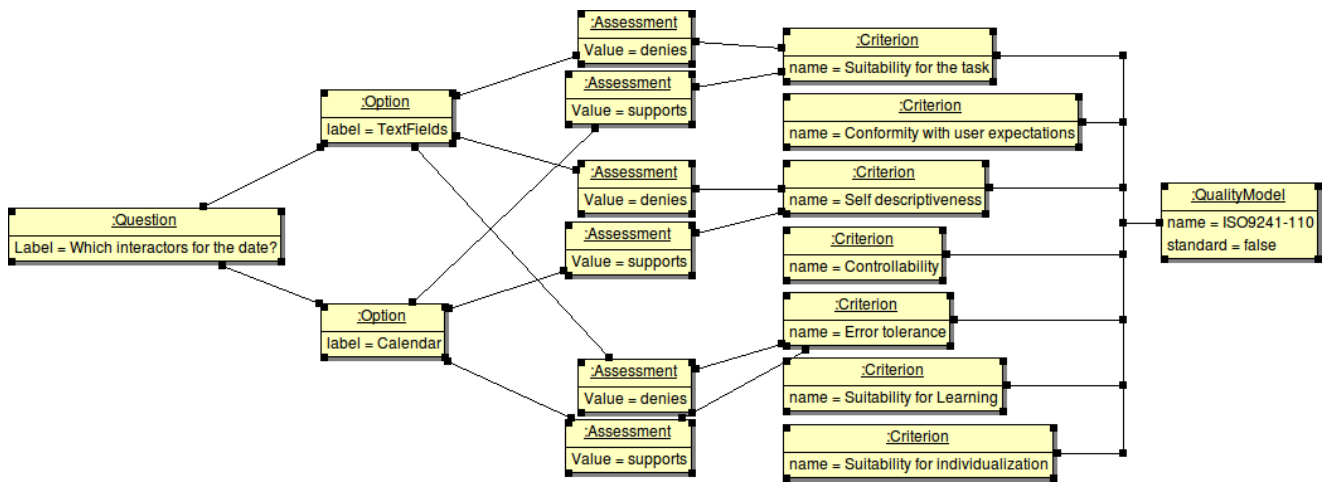 :Question
Label = Which interactors for the date?
:Option
label = TextFields
:Option
label = Calendar
:Assessment
Value = denies
:Assessment
Value = supports
:Assessment
Value = denies
:Assessment
Value = supports
:Assessment
Value = denies
:Assessment
Value = supports
:Criterion
name = Suitability for the task
:Criterion
name = Conformity with user expectations
:Criterion
name = Self descriptiveness
:Criterion
name = Controllability
:Criterion
name = Error tolerance
:Criterion
name = Suitability for Learning
:Criterion
name = Suitability for individualization
:QualityModel
name = ISO9241-110
standard = false